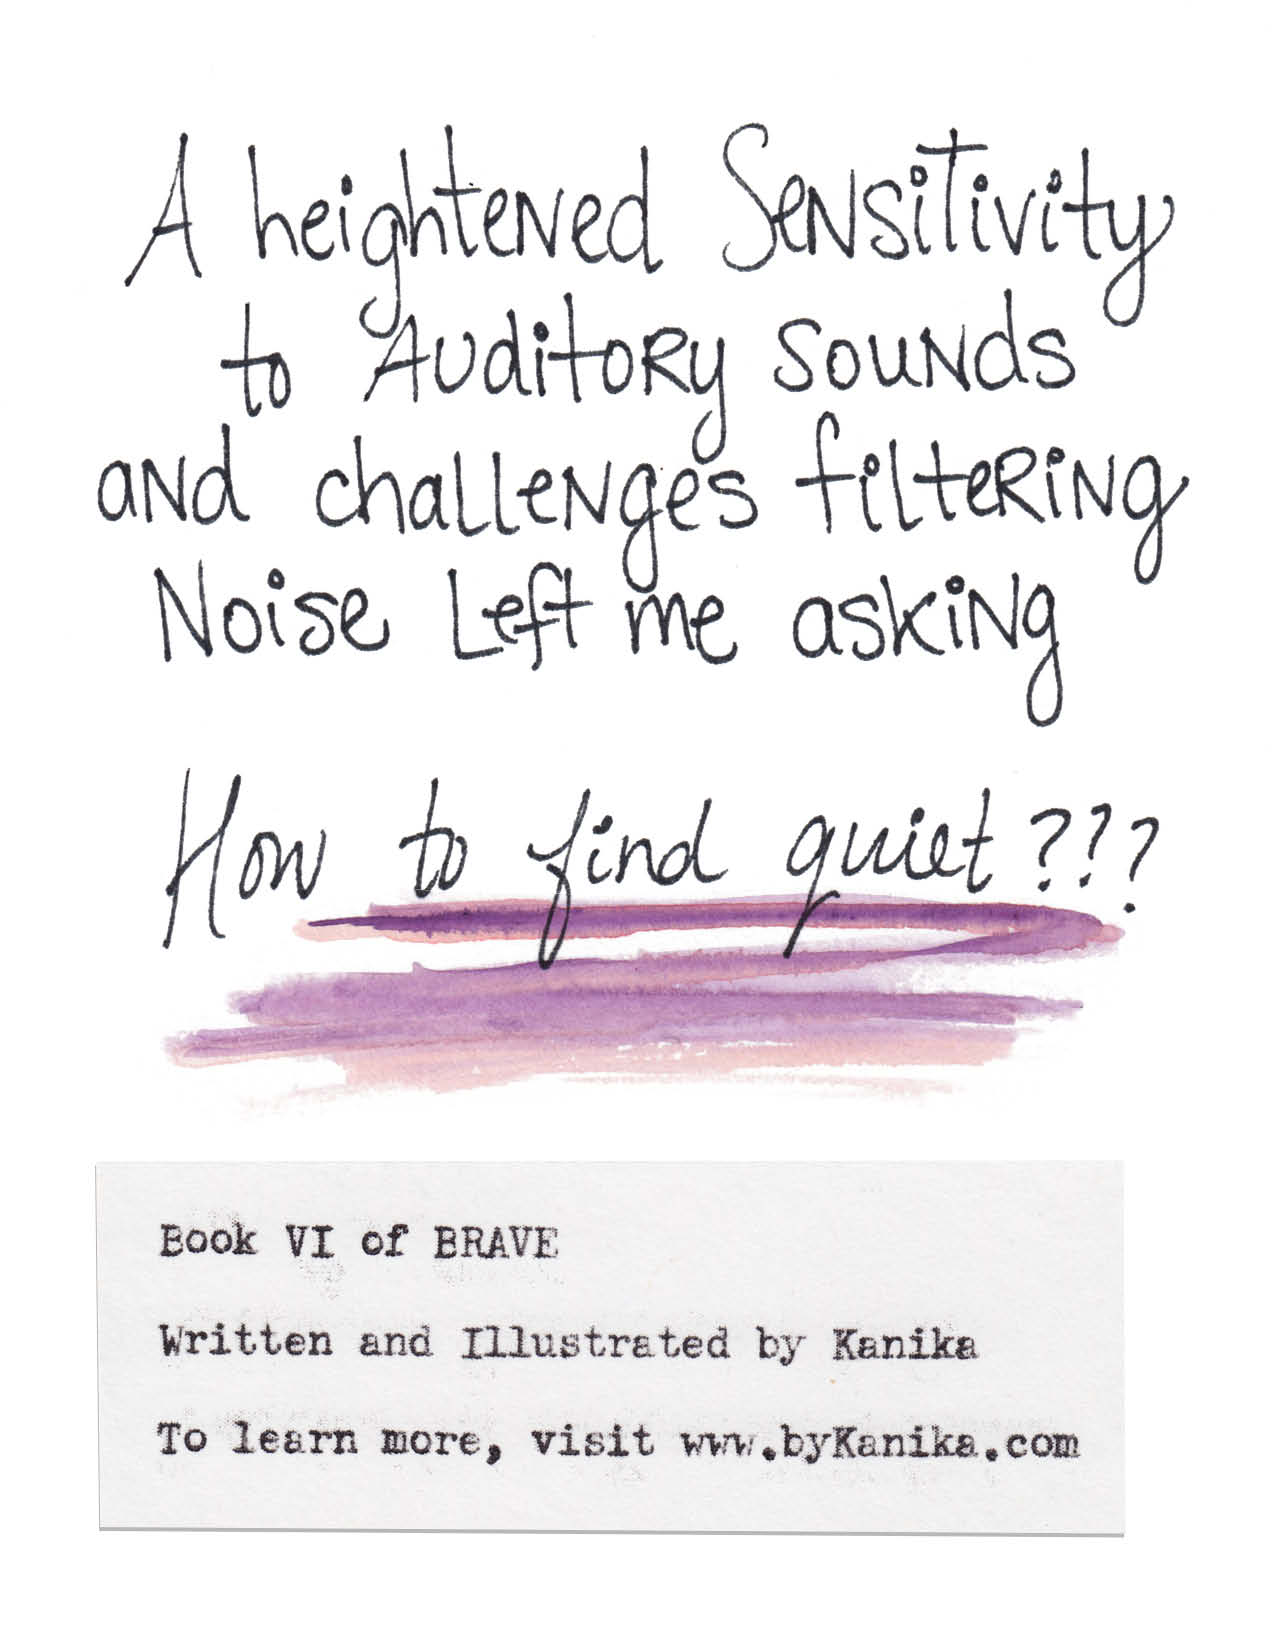 A heightened Sensitivity
to Auditory sounds
and challenges filtering
Noise Left me asking
How to find quiet???
Book VI of BRAVE
Written and Illustrated by Kanika
To learn more, visit www.byKanika.com